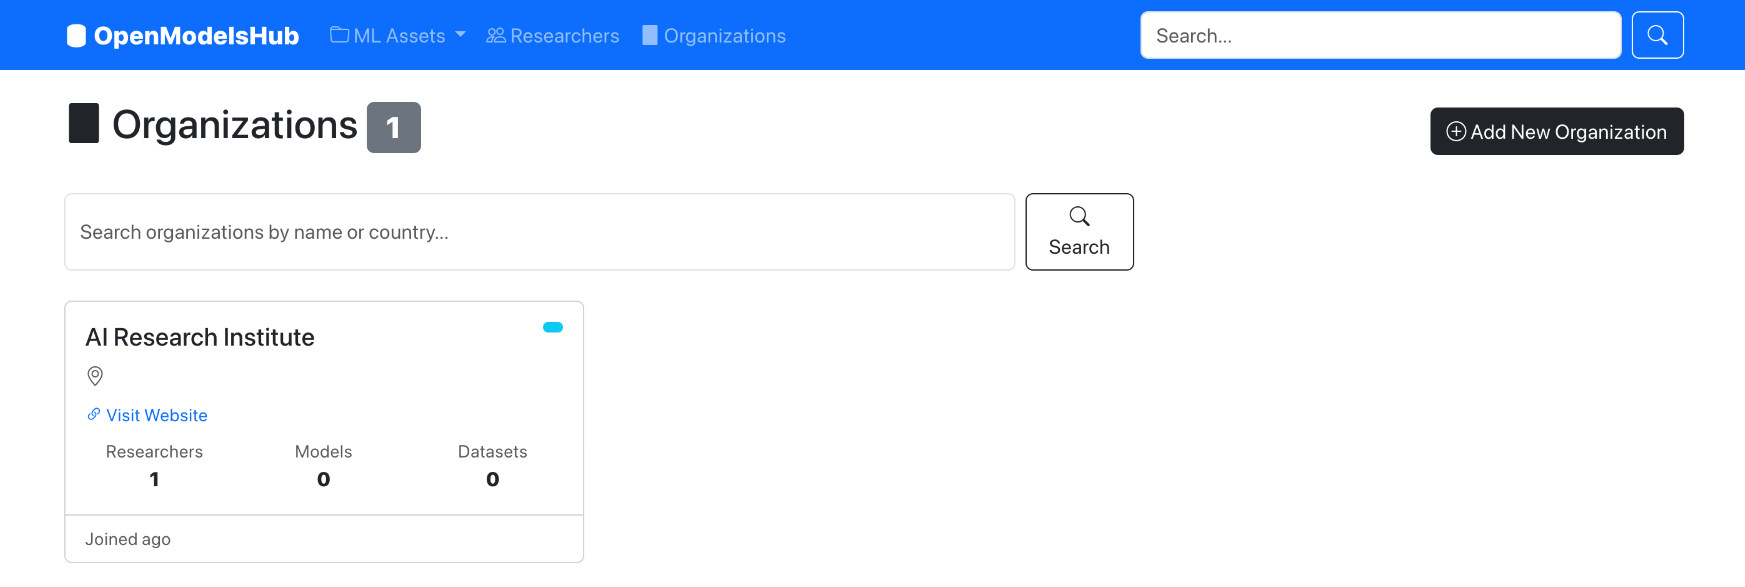 OpenModelsHub ML Assets Researchers Organizations Search...
Organizations 1
Add New Organization
Search organizations by name or country...
Search
AI Research Institute
Visit Website
Researchers Models Datasets
1 0 0
Joined ago